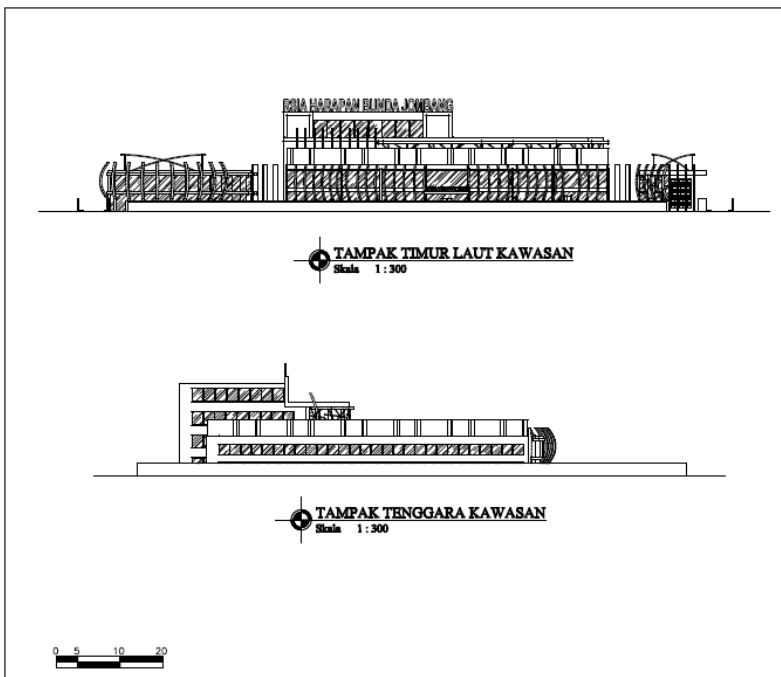 RSIA HARAPAN BUNDA JOMBANG
TAMPAK TIMUR LAUT KAWASAN
Skala 1 : 300
TAMPAK TENGGARA KAWASAN
Skala 1 : 300
0 5 10 20